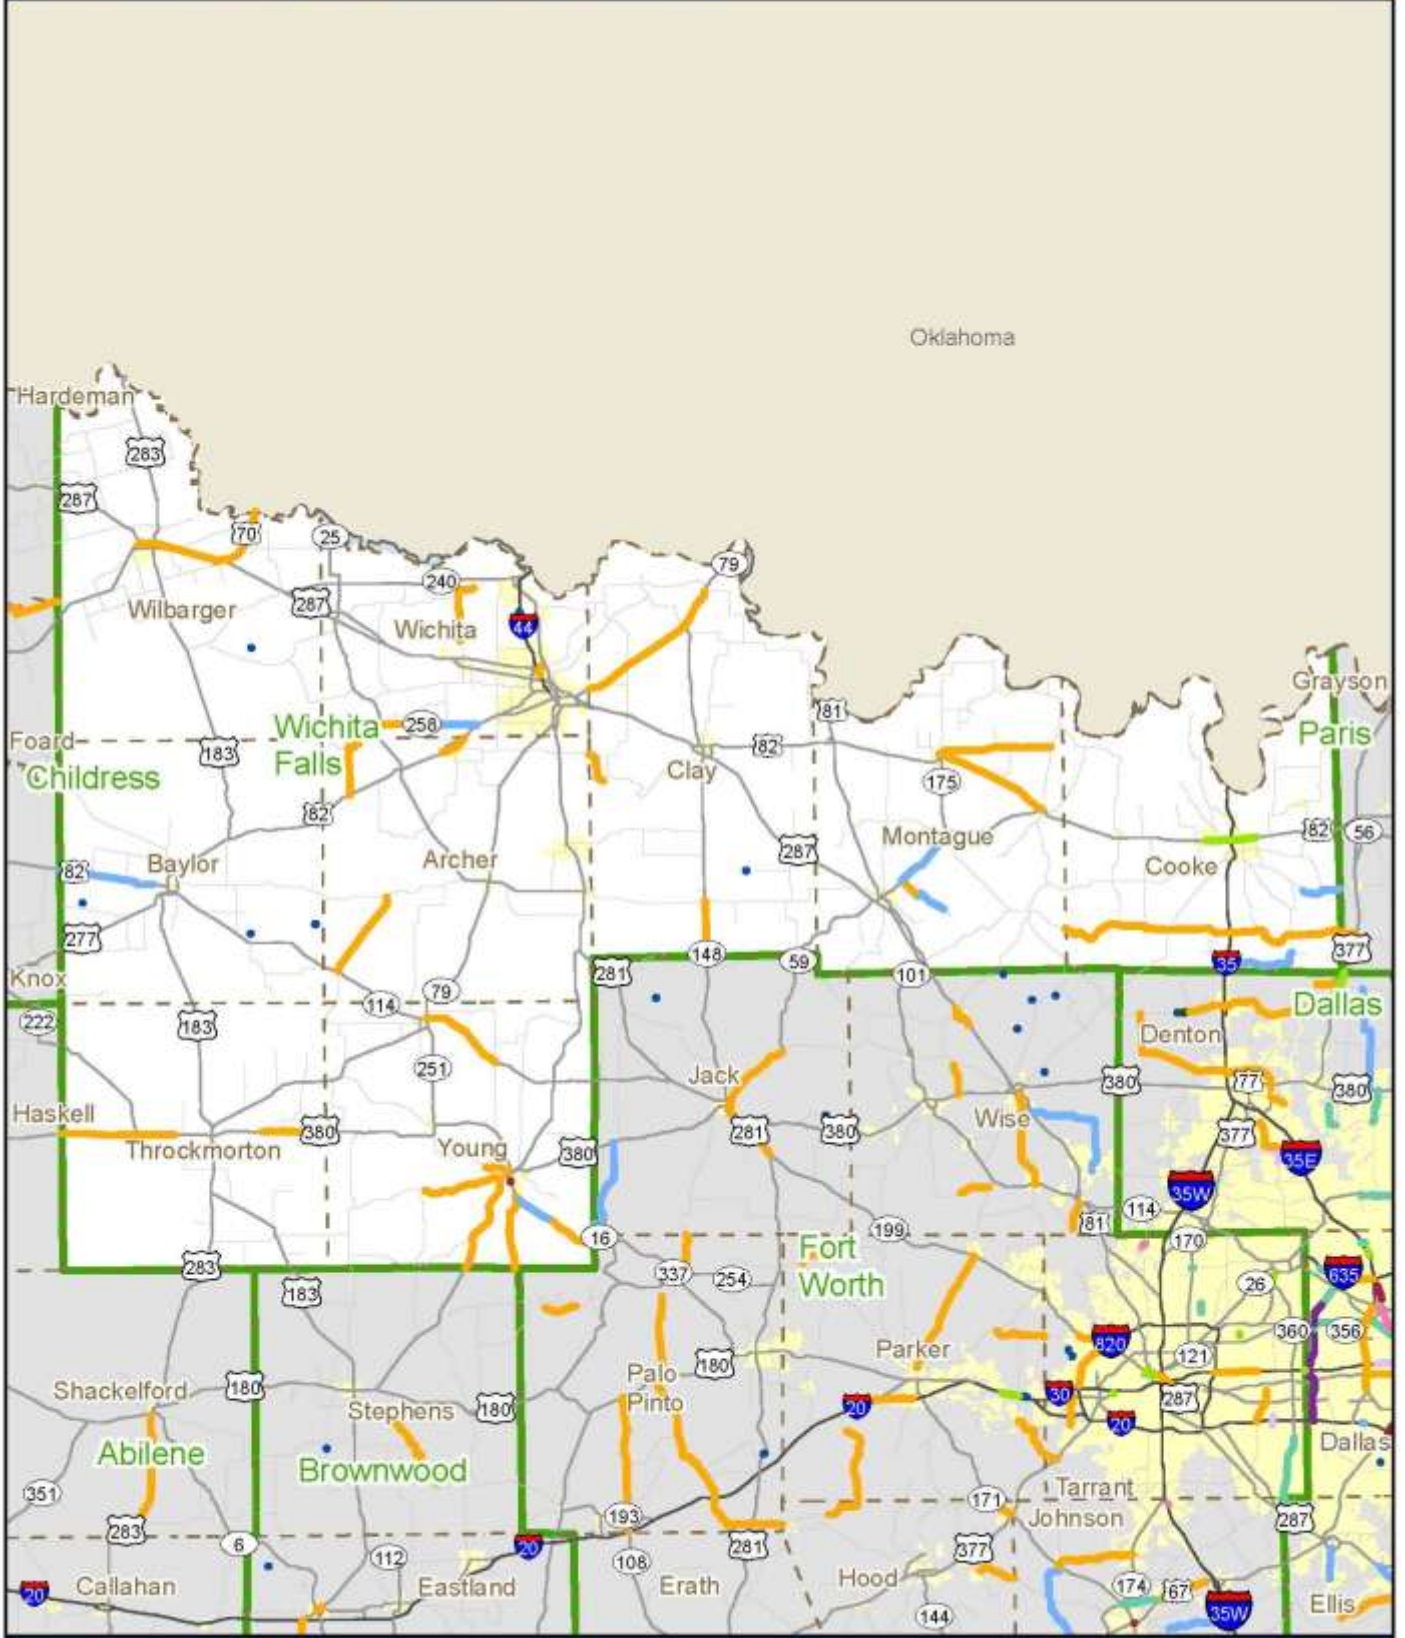 Oklahoma
Hardeman
283
287
70
25
79
240
287
Wilbarger
Wichita
44
Grayson
81
258
Wichita
Falls
Paris
Foard
183
82
Clay
Childress
175
82
Montague
82
56
287
Baylor
Archer
Cooke
82
277
377
148
59
35
281
101
Knox
79
114
Dallas
222
183
Denton
251
Jack
380
77
380
Haskell
Wise
380
281
380
377
Throckmorton
Young
380
35E
35W
114
81
199
16
170
Fort
Worth
283
337
254
635
26
183
360
356
820
Parker
121
180
Palo
Pinto
180
Shackelford
30
287
Stephens
180
20
20
Dallas
Abilene
Brownwood
351
Tarrant
171
193
Johnson
287
283
6
20
281
377
112
108
Callahan
Eastland
Erath
Hood
174
67
20
35W
Ellis
144